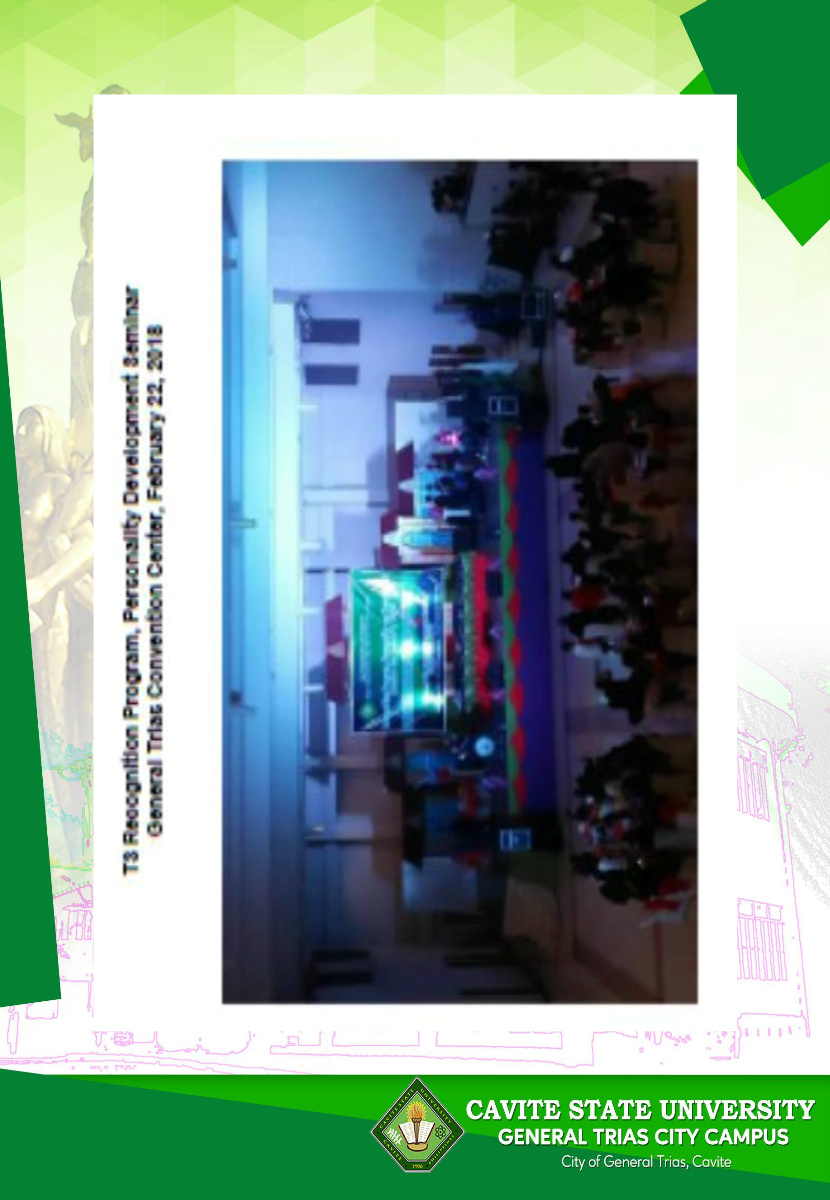 T3 Recognition Program, Personality Development Seminar
General Trias Convention Center, February 22, 2018
CAVITE STATE UNIVERSITY
GENERAL TRIAS CITY CAMPUS
City of General Trias, Cavite
1906